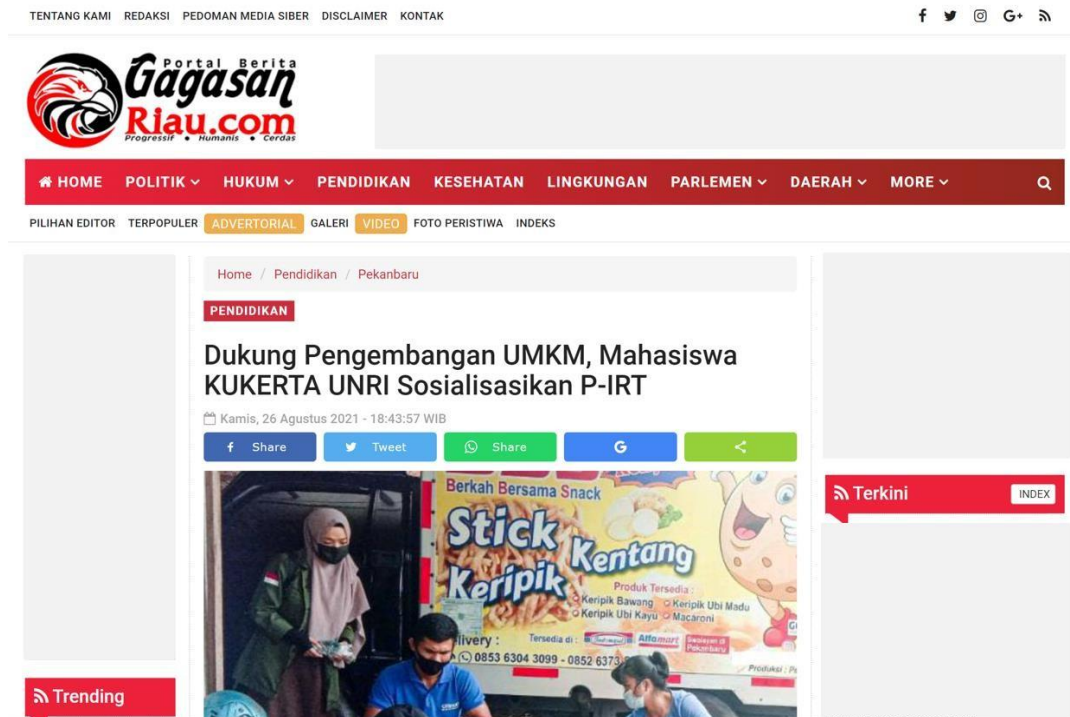 TENTANG KAMI REDAKSI PEDOMAN MEDIA SIBER DISCLAIMER KONTAK
Portal Berita
Gagasan
Riau.com
Progressif • Humanis • Cerdas
HOME POLITIK HUKUM PENDIDIKAN KESEHATAN LINGKUNGAN PARLEMEN DAERAH MORE
PILIHAN EDITOR TERPOPULER ADVERTORIAL GALERI VIDEO FOTO PERISTIWA INDEKS
Home / Pendidikan / Pekanbaru
PENDIDIKAN
Dukung Pengembangan UMKM, Mahasiswa
KUKERTA UNRI Sosialisasikan P-IRT
Kamis, 26 Agustus 2021 - 18:43:57 WIB
Share Tweet Share
Berkah Bersama Snack
Stick
Kentang
Keripik
Produk Tersedia :
Keripik Bawang Keripik Ubi Madu
Keripik Ubi Kayu Macaroni
livery : Tersedia di : Alfamart
0853 6304 3099 - 0852 6373
Produksi :
Terkini INDEX
Trending